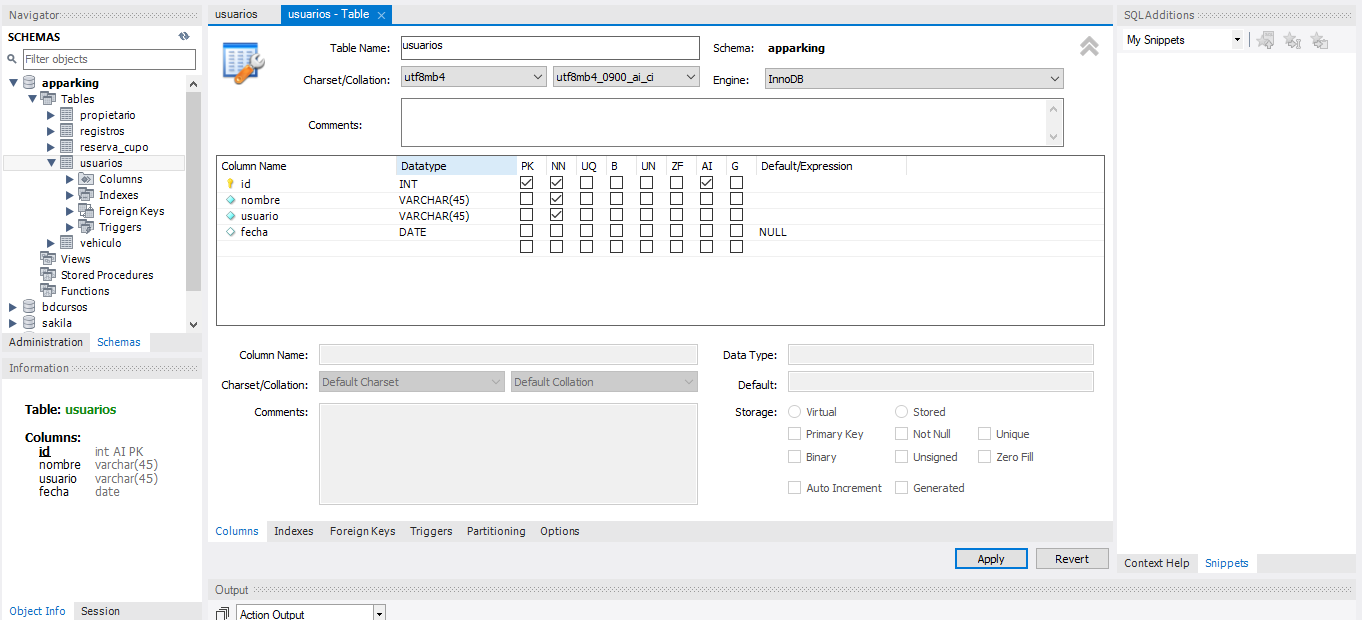 Navigator
SCHEMAS
Filter objects
apparking
Tables
propietario
registros
reserva_cupo
usuarios
Columns
Indexes
Foreign Keys
Triggers
vehiculo
Views
Stored Procedures
Functions
bdcursos
sakila
Administration Schemas
Information
Table: usuarios
Columns:
id int AI PK
nombre varchar(45)
usuario varchar(45)
fecha date
Object Info Session
usuarios usuarios - Table
Table Name: usuarios Schema: apparking
Charset/Collation: utf8mb4 utf8mb4_0900_ai_ci Engine: InnoDB
Comments:
Column Name Datatype PK NN UQ B UN ZF AI G Default/Expression
id INT
nombre VARCHAR(45)
usuario VARCHAR(45)
fecha DATE NULL
Column Name: Data Type:
Charset/Collation: Default Charset Default Collation Default:
Comments: Storage: Virtual Stored
Primary Key Not Null Unique
Binary Unsigned Zero Fill
Auto Increment Generated
Columns Indexes Foreign Keys Triggers Partitioning Options
Apply Revert
Output
Action Output
SQLAdditions
My Snippets
Context Help Snippets